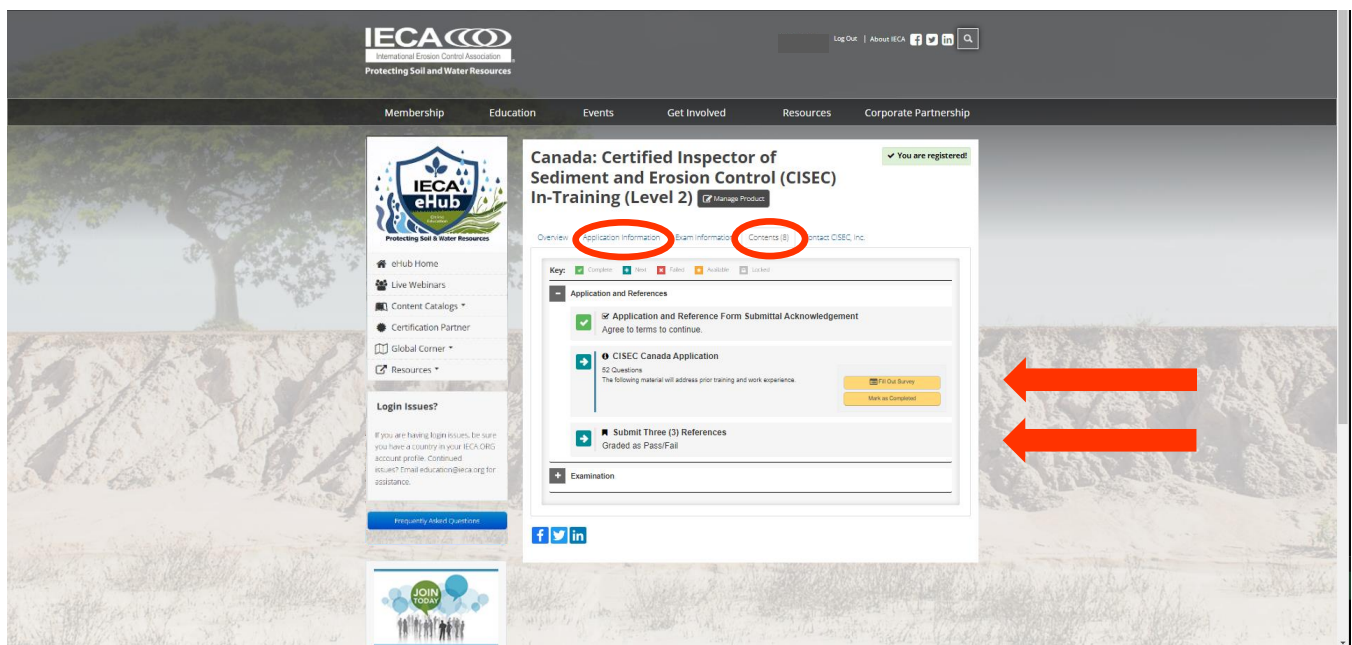 IECA
International Erosion Control Association
Protecting Soil and Water Resources
Log Out | About IECA
Membership Education Events Get Involved Resources Corporate Partnership
IECA
eHub
Online
Education
Protecting Soil & Water Resources
eHub Home
Live Webinars
Content Catalogs
Certification Partner
Global Corner
Resources
Login Issues?
If you are having login issues, be sure
you have a country in your IECA.ORG
account profile. Continued
issues? Email education@ieca.org for
assistance.
Frequently Asked Questions
JOIN
TODAY
Canada: Certified Inspector of
Sediment and Erosion Control (CISEC)
In-Training (Level 2) Manage Product
You are registered!
Overview Application Information Exam Information Contents (8) Contact CISEC, Inc.
Key: Complete Next Failed Available Locked
Application and References
Application and Reference Form Submittal Acknowledgement
Agree to terms to continue.
CISEC Canada Application
52 Questions
The following material will address prior training and work experience.
Fill Out Survey
Mark as Completed
Submit Three (3) References
Graded as Pass/Fail
Examination